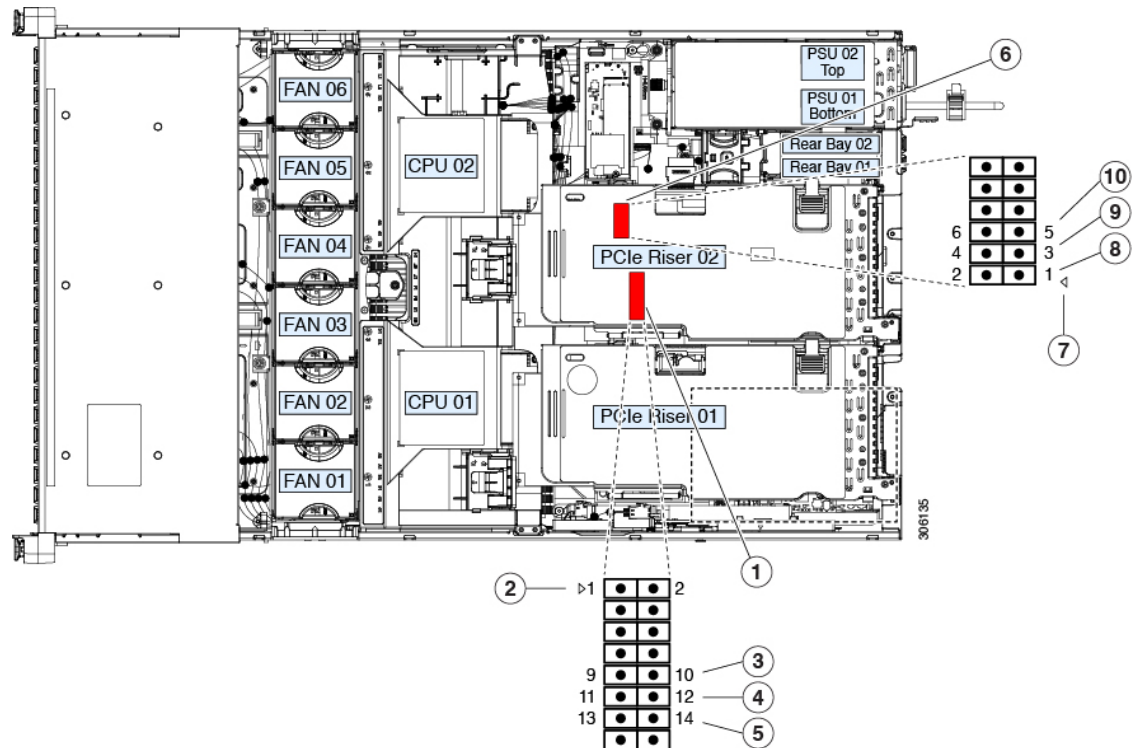 PSU 02
Top
6
FAN 06
PSU 01
Bottom
Rear Bay 02
FAN 05
CPU 02
Rear Bay 01
10
6
5
9
FAN 04
PCIe Riser 02
4
3
8
2
1
7
FAN 03
FAN 02
CPU 01
PCIe Riser 01
FAN 01
306135
1
2
1
2
3
9
10
11
12
4
13
14
5